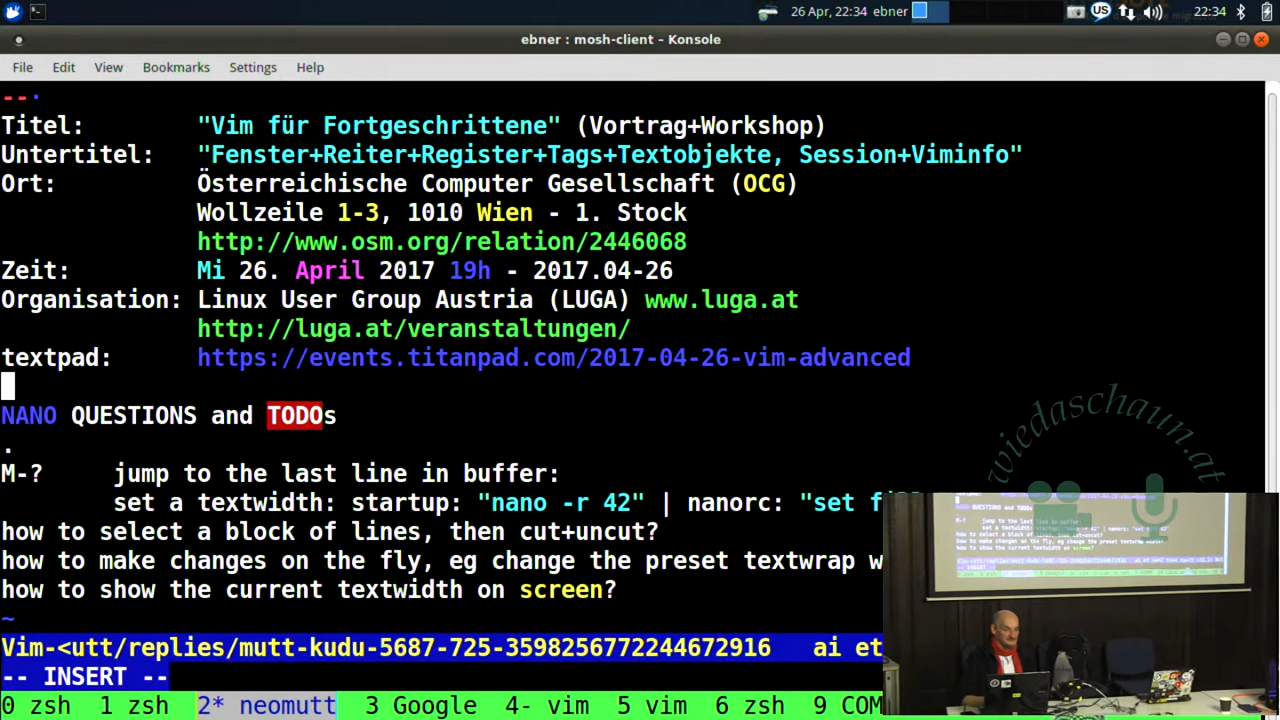 26 Apr, 22:34 ebner US 22:34
ebner : mosh-client – Konsole
File Edit View Bookmarks Settings Help
--·
Titel: "Vim für Fortgeschrittene" (Vortrag+Workshop)
Untertitel: "Fenster+Reiter+Register+Tags+Textobjekte, Session+Viminfo"
Ort: Österreichische Computer Gesellschaft (OCG)
Wollzeile 1-3, 1010 Wien - 1. Stock
http://www.osm.org/relation/2446068
Zeit: Mi 26. April 2017 19h - 2017.04-26
Organisation: Linux User Group Austria (LUGA) www.luga.at
http://luga.at/veranstaltungen/
textpad: https://events.titanpad.com/2017-04-26-vim-advanced
NANO QUESTIONS and TODOs
.
M-? jump to the last line in buffer:
set a textwidth: startup: "nano -r 42" | nanorc: "set
how to select a block of lines, then cut+uncut?
how to make changes on the fly, eg change the preset textwrap w
how to show the current textwidth on screen?
~
Vim-<utt/replies/mutt-kudu-5687-725-3598256772244672916 ai et
-- INSERT --
0 zsh 1 zsh 2* neomutt 3 Google 4- vim 5 vim 6 zsh 9 COM
wiedaschaun.at